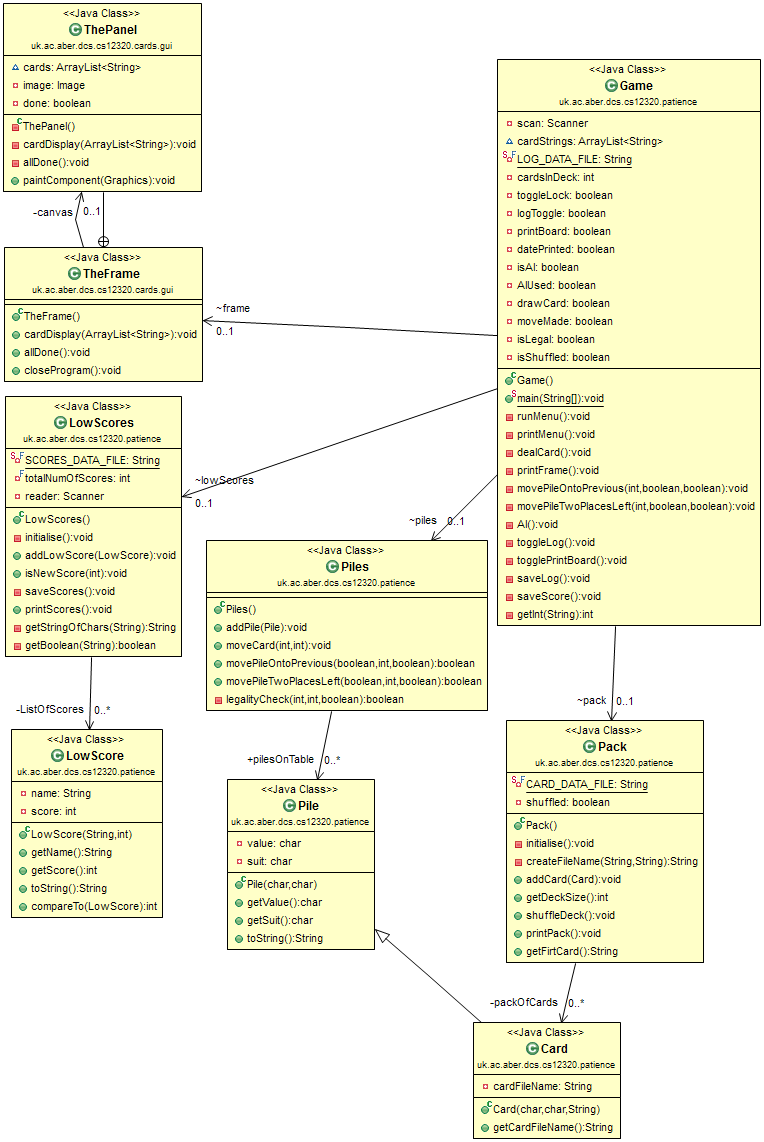 <<Java Class>>
ThePanel
uk.ac.aber.dcs.cs12320.cards.gui
cards: ArrayList<String>
image: Image
done: boolean
ThePanel()
cardDisplay(ArrayList<String>):void
allDone():void
paintComponent(Graphics):void
-canvas
0..1
<<Java Class>>
TheFrame
uk.ac.aber.dcs.cs12320.cards.gui
TheFrame()
cardDisplay(ArrayList<String>):void
allDone():void
closeProgram():void
~frame
0..1
<<Java Class>>
Game
uk.ac.aber.dcs.cs12320.patience
scan: Scanner
cardStrings: ArrayList<String>
LOG_DATA_FILE: String
cardsInDeck: int
toggleLock: boolean
logToggle: boolean
printBoard: boolean
datePrinted: boolean
isAI: boolean
AIUsed: boolean
drawCard: boolean
moveMade: boolean
isLegal: boolean
isShuffled: boolean
Game()
main(String[]):void
runMenu():void
printMenu():void
dealCard():void
printFrame():void
movePileOntoPrevious(int,boolean,boolean):void
movePileTwoPlacesLeft(int,boolean,boolean):void
AI():void
toggleLog():void
togglePrintBoard():void
saveLog():void
saveScore():void
getInt(String):int
<<Java Class>>
LowScores
uk.ac.aber.dcs.cs12320.patience
SCORES_DATA_FILE: String
totalNumOfScores: int
reader: Scanner
LowScores()
initialise():void
addLowScore(LowScore):void
isNewScore(int):void
saveScores():void
printScores():void
getStringOfChars(String):String
getBoolean(String):boolean
~lowScores
0..1
~piles
0..1
<<Java Class>>
Piles
uk.ac.aber.dcs.cs12320.patience
Piles()
addPile(Pile):void
moveCard(int,int):void
movePileOntoPrevious(boolean,int,boolean):boolean
movePileTwoPlacesLeft(boolean,int,boolean):boolean
legalityCheck(int,int,boolean):boolean
-ListOfScores
0..*
<<Java Class>>
LowScore
uk.ac.aber.dcs.cs12320.patience
name: String
score: int
LowScore(String,int)
getName():String
getScore():int
toString():String
compareTo(LowScore):int
+pilesOnTable
0..*
<<Java Class>>
Pile
uk.ac.aber.dcs.cs12320.patience
value: char
suit: char
Pile(char,char)
getValue():char
getSuit():char
toString():String
~pack
0..1
<<Java Class>>
Pack
uk.ac.aber.dcs.cs12320.patience
CARD_DATA_FILE: String
shuffled: boolean
Pack()
initialise():void
createFileName(String,String):String
addCard(Card):void
getDeckSize():int
shuffleDeck():void
printPack():void
getFirtCard():String
-packOfCards
0..*
<<Java Class>>
Card
uk.ac.aber.dcs.cs12320.patience
cardFileName: String
Card(char,char,String)
getCardFileName():String